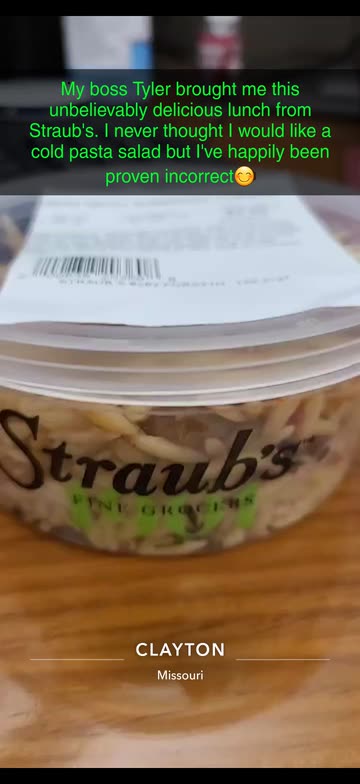 My boss Tyler brought me this
unbelievably delicious lunch from
Straub's. I never thought I would like a
cold pasta salad but I've happily been
proven incorrect😊
Straub's
FINE GROCERS
CLAYTON
Missouri